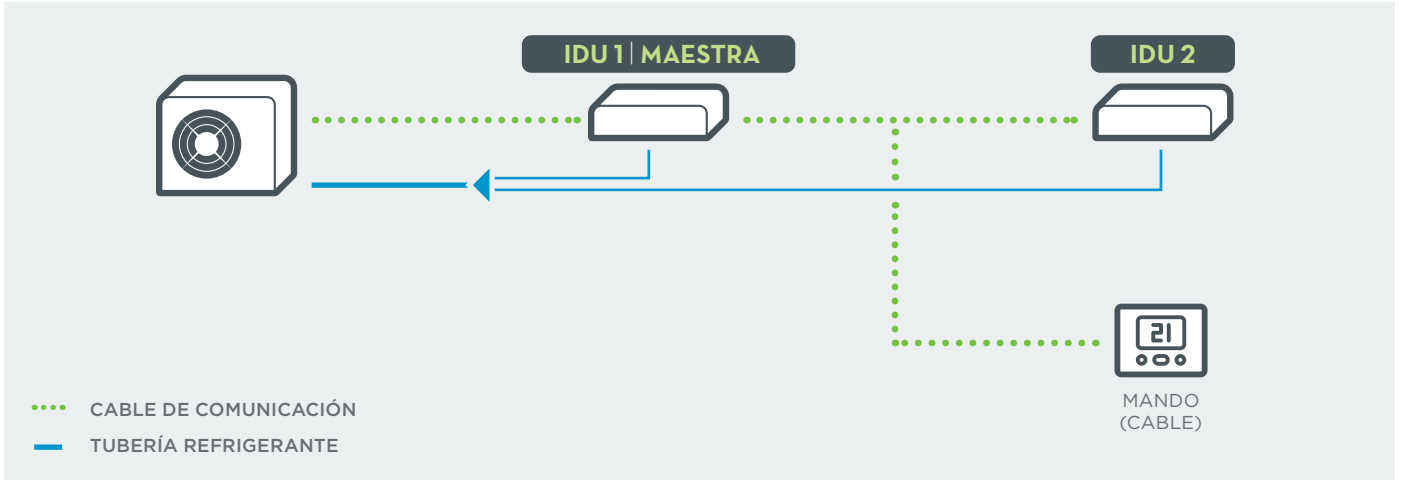 IDU 1 | MAESTRA
IDU 2
21
MANDO
(CABLE)
CABLE DE COMUNICACIÓN
TUBERÍA REFRIGERANTE